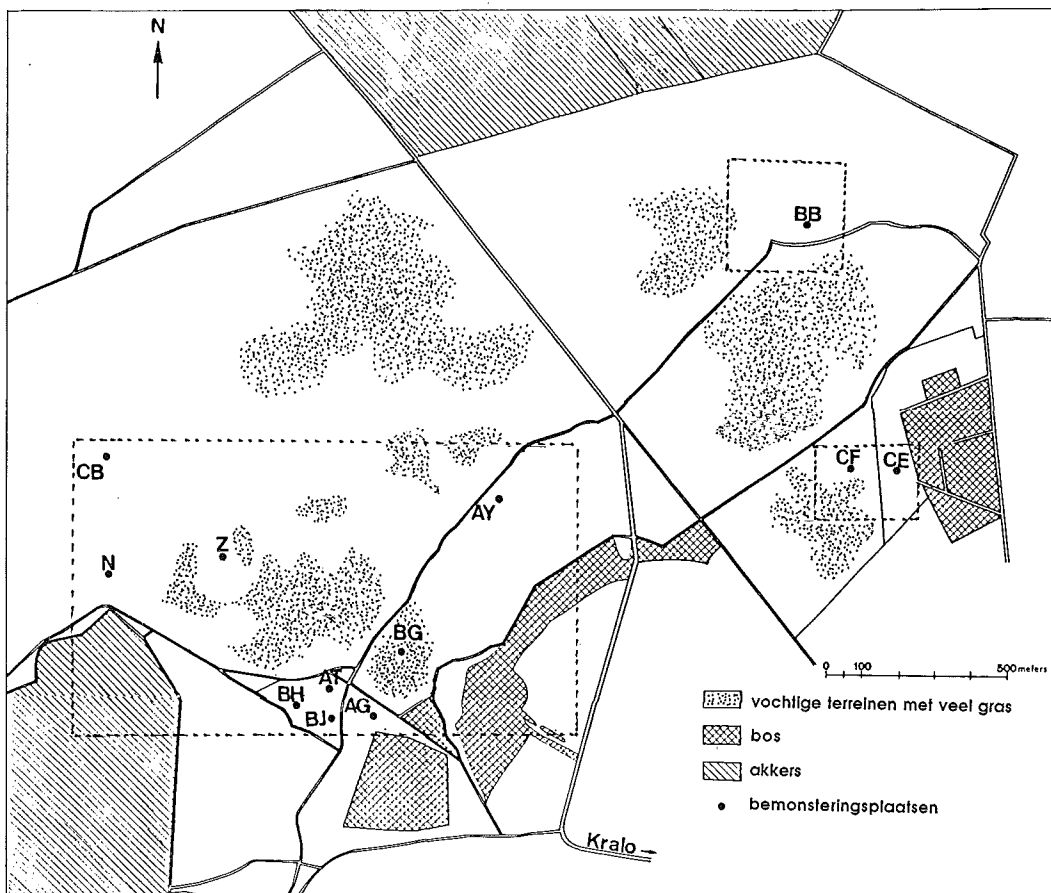 N
BB
CB
CF
CE
AY
Z
N
BG
AT
BH
BJ
AG
0 100 500 meters
vochtige terreinen met veel gras
bos
akkers
bemonsteringsplaatsen
Kralo